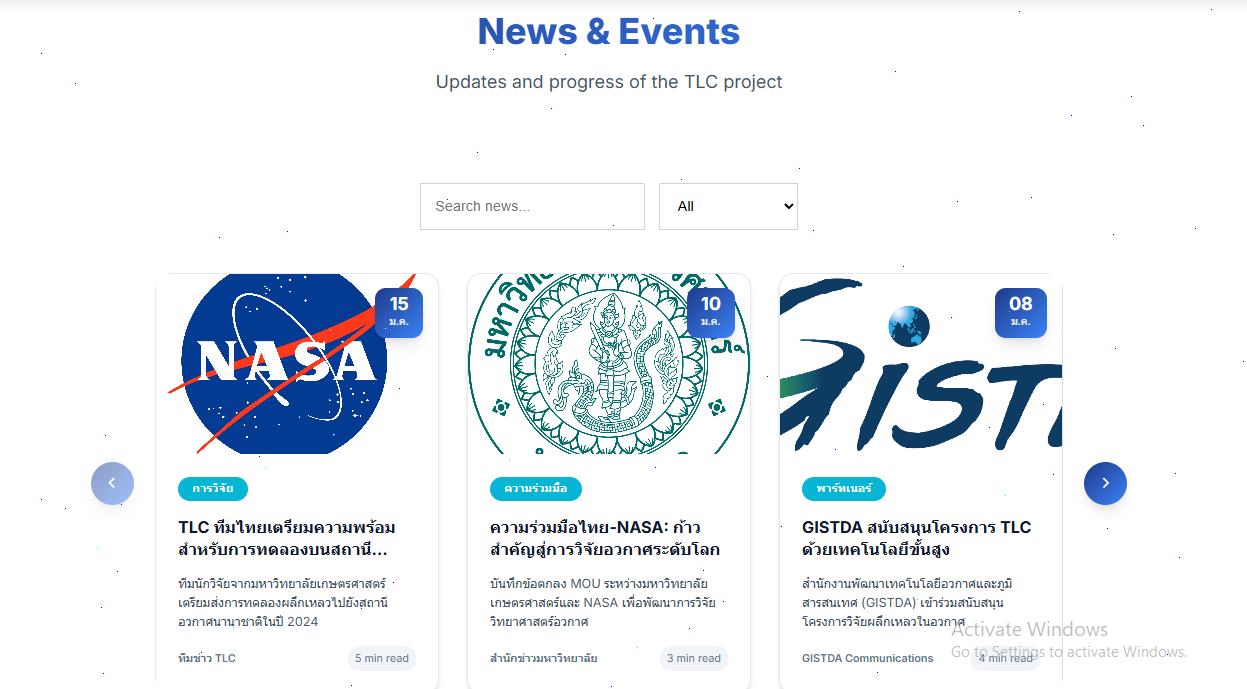 News & Events
Updates and progress of the TLC project
Search news...
All
NASA
15
ม.ค.
10
ม.ค.
08
ม.ค.
การวิจัย
TLC ทีมไทยเตรียมความพร้อม
สำหรับการทดลองบนสถานี...
ทีมนักวิจัยจากมหาวิทยาลัยเกษตรศาสตร์
เตรียมส่งการทดลองผลึกเหลวไปยังสถานี
อวกาศนานาชาติในปี 2024
ทีมข่าว TLC
5 min read
ความร่วมมือ
ความร่วมมือไทย-NASA: ก้าว
สำคัญสู่การวิจัยอวกาศระดับโลก
บันทึกข้อตกลง MOU ระหว่างมหาวิทยาลัย
เกษตรศาสตร์และ NASA เพื่อพัฒนาการวิจัย
วิทยาศาสตร์อวกาศ
สำนักข่าวมหาวิทยาลัย
3 min read
พาร์ทเนอร์
GISTDA สนับสนุนโครงการ TLC
ด้วยเทคโนโลยีขั้นสูง
สำนักงานพัฒนาเทคโนโลยีอวกาศและภูมิ
สารสนเทศ (GISTDA) เข้าร่วมสนับสนุน
โครงการวิจัยผลึกเหลวในอวกาศ
GISTDA Communications
4 min read
Activate Windows
Go to Settings to activate Windows.